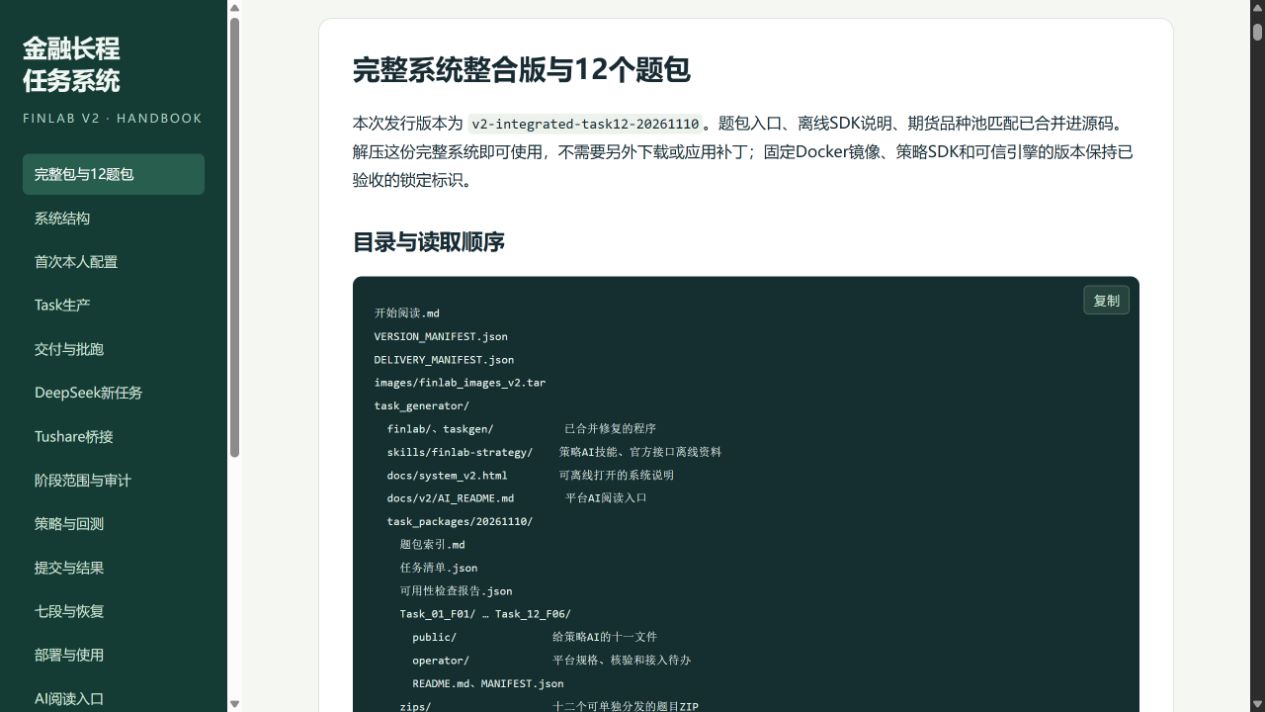 金融长程
任务系统
FINLAB V2 · HANDBOOK
完整包与12题包
系统结构
首次本人配置
Task生产
交付与批跑
DeepSeek新任务
Tushare桥接
阶段范围与审计
策略与回测
提交与结果
七段与恢复
部署与使用
AI阅读入口
完整系统整合版与12个题包
本次发行版本为 v2-integrated-task12-20261110。题包入口、离线SDK说明、期货品种池匹配已合并进源码。
解压这份完整系统即可使用，不需要另外下载或应用补丁；固定Docker镜像、策略SDK和可信引擎的版本保持已
验收的锁定标识。
目录与读取顺序
复制
开始阅读.md
VERSION_MANIFEST.json
DELIVERY_MANIFEST.json
images/finlab_images_v2.tar
task_generator/
finlab/、taskgen/ 已合并修复的程序
skills/finlab-strategy/ 策略AI技能、官方接口离线资料
docs/system_v2.html 可离线打开的系统说明
docs/v2/AI_README.md 平台AI阅读入口
task_packages/20261110/
题包索引.md
任务清单.json
可用性检查报告.json
Task_01_F01/ … Task_12_F06/
public/ 给策略AI的十一文件
operator/ 平台规格、核验和接入待办
README.md、MANIFEST.json
zips/ 十二个可单独分发的题目ZIP